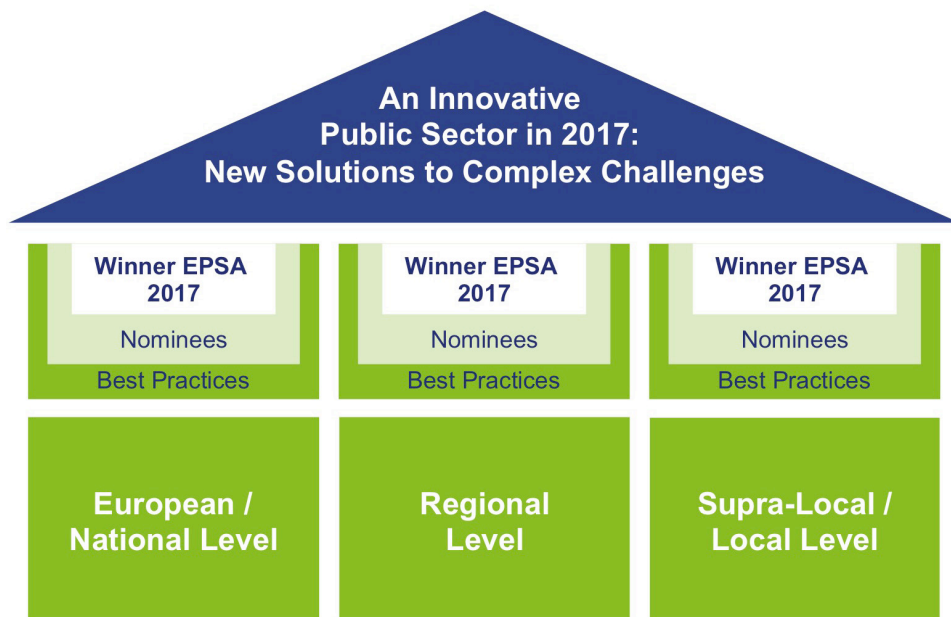 An Innovative
Public Sector in 2017:
New Solutions to Complex Challenges
Winner EPSA
2017
Nominees
Best Practices
Winner EPSA
2017
Nominees
Best Practices
Winner EPSA
2017
Nominees
Best Practices
European /
National Level
Regional
Level
Supra-Local /
Local Level